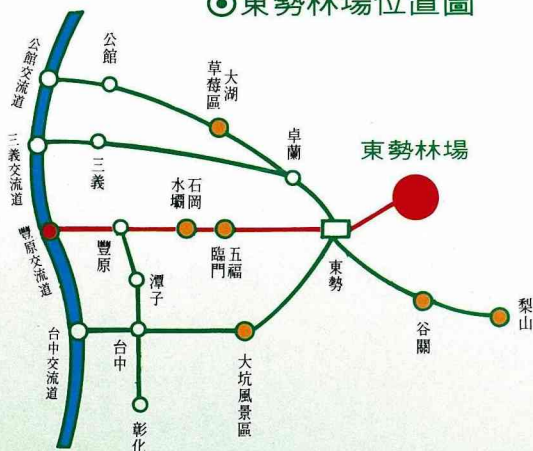 ⊙東勢林場位置圖
公館交流道
公館
大湖
草莓區
三義交流道
三義
卓蘭
東勢林場
豐原交流道
豐原
石岡
水壩
五福
臨門
東勢
潭子
台中交流道
台中
大坑風景區
谷關
梨山
彰化